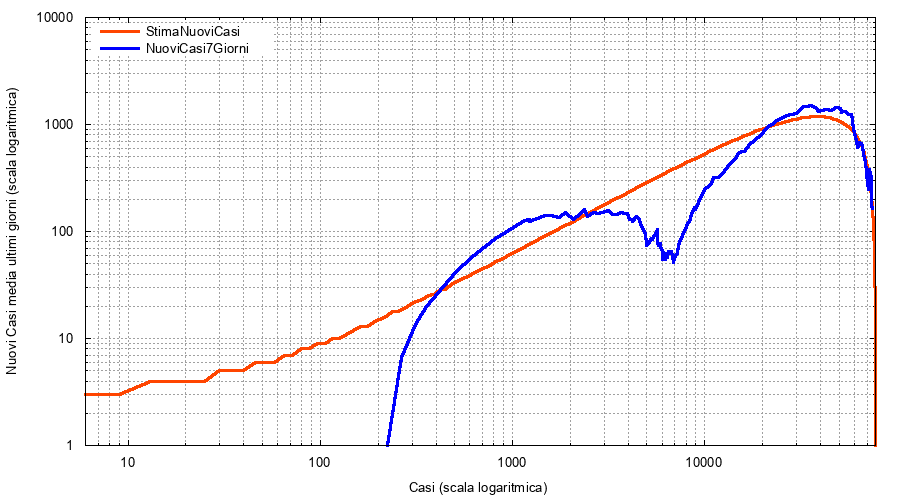 StimaNuoviCasi
NuoviCasi7Giorni
Nuovi Casi media ultimi giorni (scala logaritmica)
10000
1000
100
10
1
10 100 1000 10000
Casi (scala logaritmica)